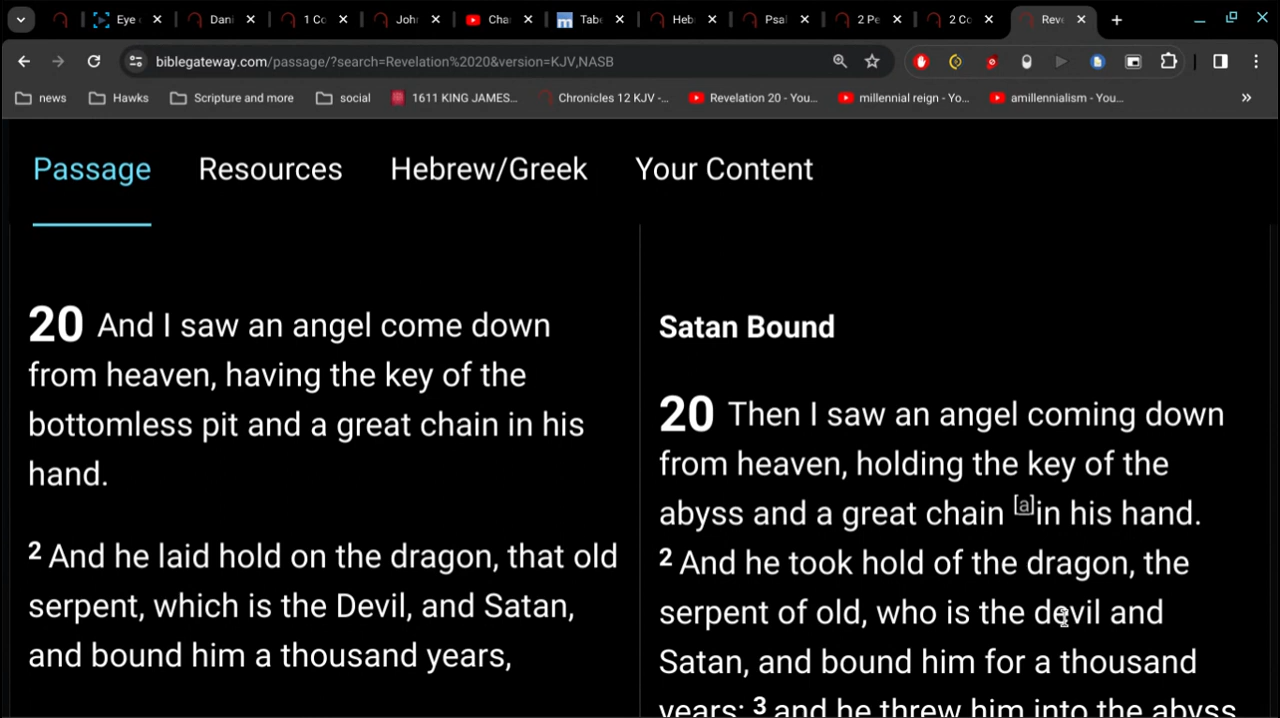 Eye
Dani
1 Co
John
Cha
Tabe
Heb
Psal
2 Pe
2 Co
Reve
biblegateway.com/passage/?search=Revelation%2020&version=KJV,NASB
news
Hawks
Scripture and more
social
1611 KING JAMES...
Chronicles 12 KJV -...
Revelation 20 - You...
millennial reign - Yo...
amillennialism - You...
Passage
Resources
Hebrew/Greek
Your Content
20 And I saw an angel come down
from heaven, having the key of the
bottomless pit and a great chain in his
hand.
2 And he laid hold on the dragon, that old
serpent, which is the Devil, and Satan,
and bound him a thousand years,
Satan Bound
20 Then I saw an angel coming down
from heaven, holding the key of the
abyss and a great chain [a]in his hand.
2 And he took hold of the dragon, the
serpent of old, who is the devil and
Satan, and bound him for a thousand
years; 3 and he threw him into the abyss